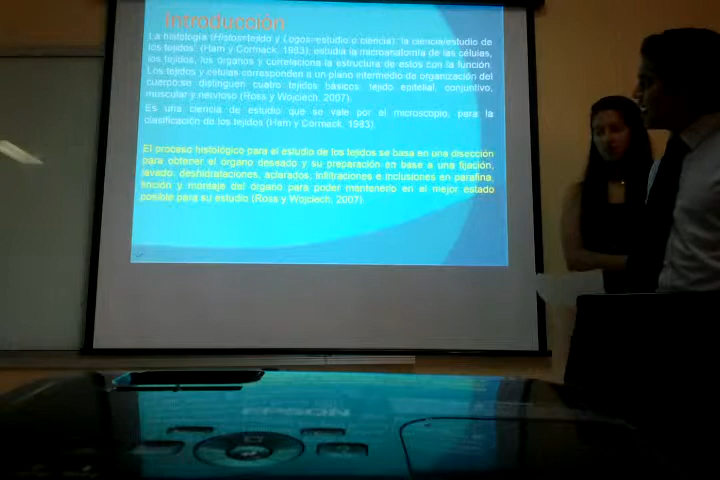 Introducción
La histología (Histos=tejido y Logos=estudio o ciencia): la ciencia/estudio de
los tejidos. (Ham y Cormack, 1983), estudia la microanatomía de las células,
los tejidos, los órganos y correlaciona la estructura de estos con la función.
Los tejidos y células corresponden a un plano intermedio de organización del
cuerpo se distinguen cuatro tejidos básicos: tejido epitelial, conjuntivo,
muscular y nervioso (Ross y Wojciech, 2007).
Es una ciencia de estudio que se vale por el microscopio, para la
clasificación de los tejidos (Ham y Cormack, 1983).
El proceso histológico para el estudio de los tejidos se basa en una disección
para obtener el órgano deseado y su preparación en base a una fijación,
lavado, deshidrataciones, aclarados, infiltraciones e inclusiones en parafina,
tinción y montaje del órgano para poder mantenerlo en el mejor estado
posible para su estudio (Ross y Wojciech, 2007).
EPSON